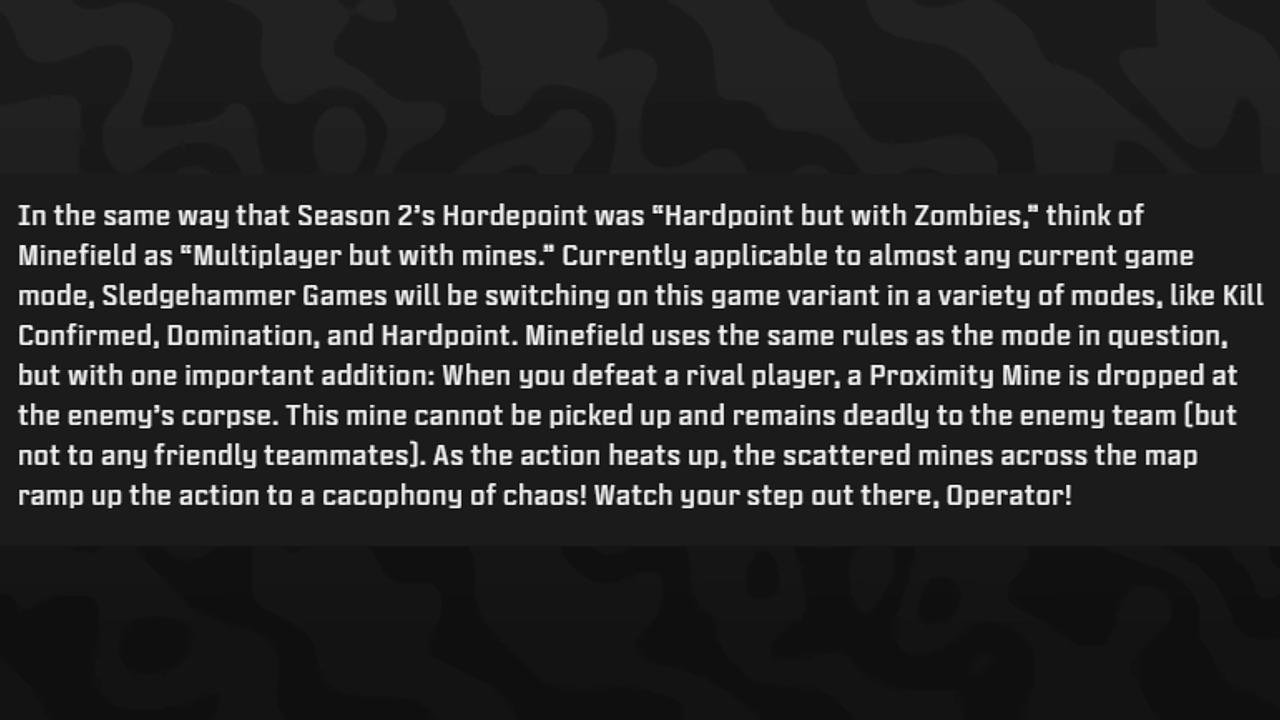 In the same way that Season 2’s Hordepoint was “Hardpoint but with Zombies,” think of
Minefield as “Multiplayer but with mines.” Currently applicable to almost any current game
mode, Sledgehammer Games will be switching on this game variant in a variety of modes, like Kill
Confirmed, Domination, and Hardpoint. Minefield uses the same rules as the mode in question,
but with one important addition: When you defeat a rival player, a Proximity Mine is dropped at
the enemy’s corpse. This mine cannot be picked up and remains deadly to the enemy team (but
not to any friendly teammates). As the action heats up, the scattered mines across the map
ramp up the action to a cacophony of chaos! Watch your step out there, Operator!